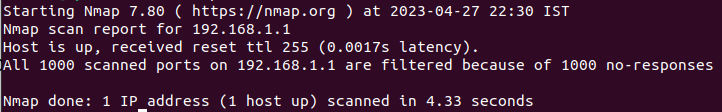 Starting Nmap 7.80 ( https://nmap.org ) at 2023-04-27 22:30 IST
Nmap scan report for 192.168.1.1
Host is up, received reset ttl 255 (0.0017s latency).
All 1000 scanned ports on 192.168.1.1 are filtered because of 1000 no-responses
Nmap done: 1 IP address (1 host up) scanned in 4.33 seconds